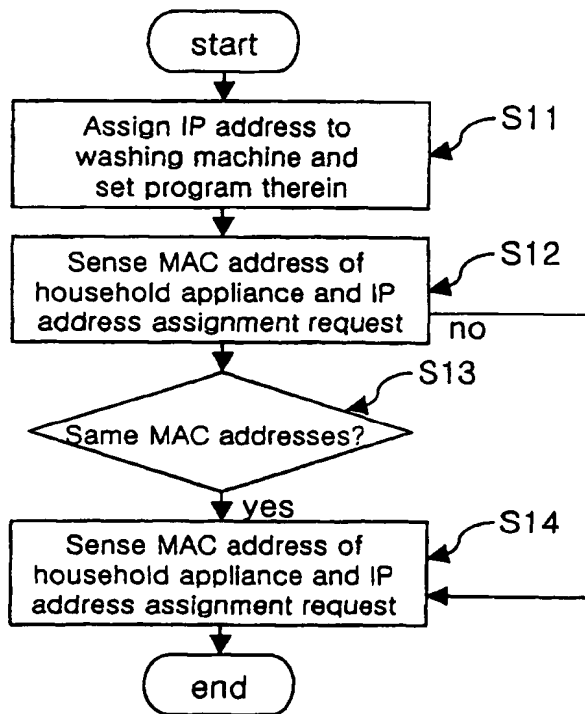 start
Assign IP address to
washing machine and
set program therein
S11
Sense MAC address of
household appliance and IP
address assignment request
S12
no
S13
Same MAC addresses?
yes
Sense MAC address of
household appliance and IP
address assignment request
S14
end